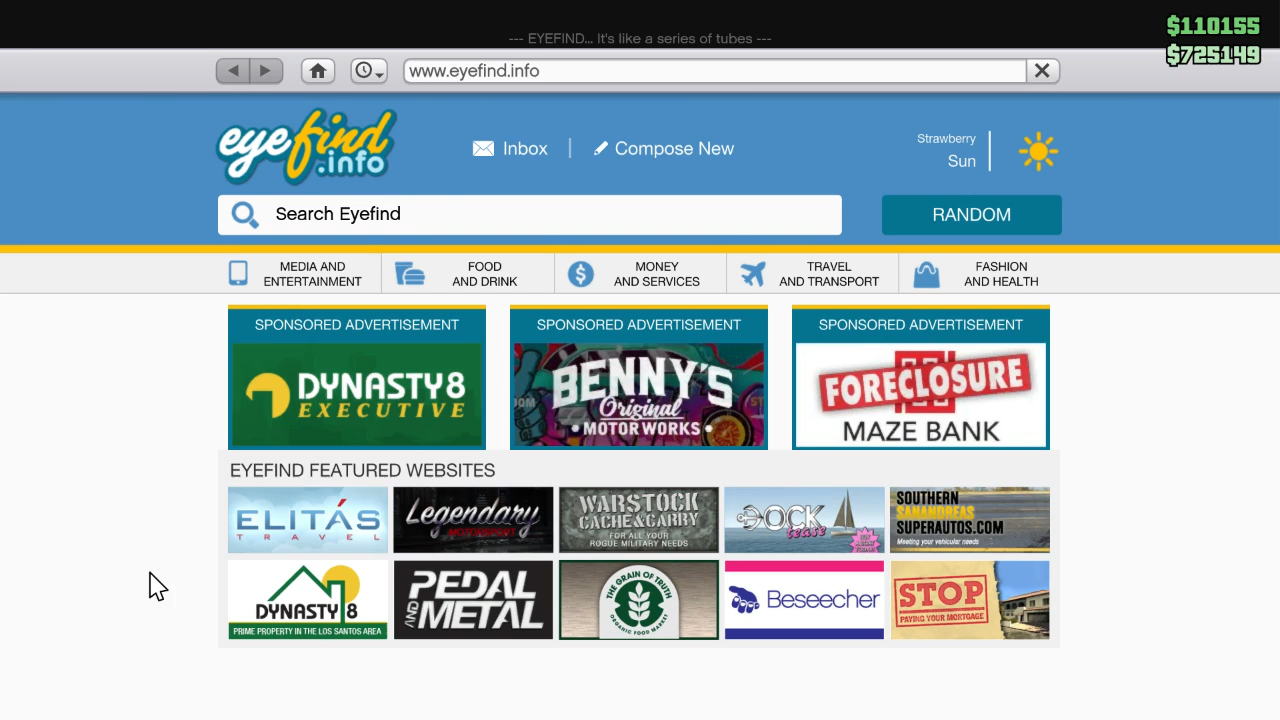 --- EYEFIND... It's like a series of tubes ---
$110155
$725149
www.eyefind.info
eyefind
.info
Inbox
Compose New
Strawberry
Sun
Search Eyefind
RANDOM
MEDIA AND
ENTERTAINMENT
FOOD
AND DRINK
MONEY
AND SERVICES
TRAVEL
AND TRANSPORT
FASHION
AND HEALTH
SPONSORED ADVERTISEMENT
SPONSORED ADVERTISEMENT
SPONSORED ADVERTISEMENT
DYNASTY 8
EXECUTIVE
BENNY'S
Original
MOTOR WORKS
FORECLOSURE
MAZE BANK
EYEFIND FEATURED WEBSITES
ELITÁS
TRAVEL
Legendary
MOTORSPORT
WARSTOCK
CACHE & CARRY
FOR ALL YOUR
ROGUE MILITARY NEEDS
DOCK
tease
SOUTHERN
SANANDREAS
SUPERAUTOS.COM
Meeting your vehicular needs
DYNASTY 8
PRIME PROPERTY IN THE LOS SANTOS AREA
PEDAL
AND METAL
THE GRAIN OF TRUTH
ORGANIC FOOD MARKET
Beseecher
STOP
PAYING YOUR MORTGAGE